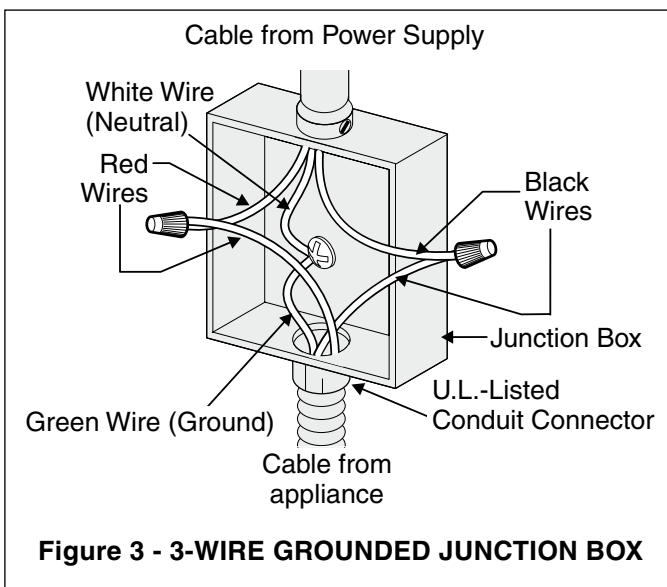 Cable from Power Supply
White Wire
(Neutral)
Red
Wires
Black
Wires
Junction Box
U.L.-Listed
Conduit Connector
Green Wire (Ground)
Cable from
appliance
Figure 3 - 3-WIRE GROUNDED JUNCTION BOX